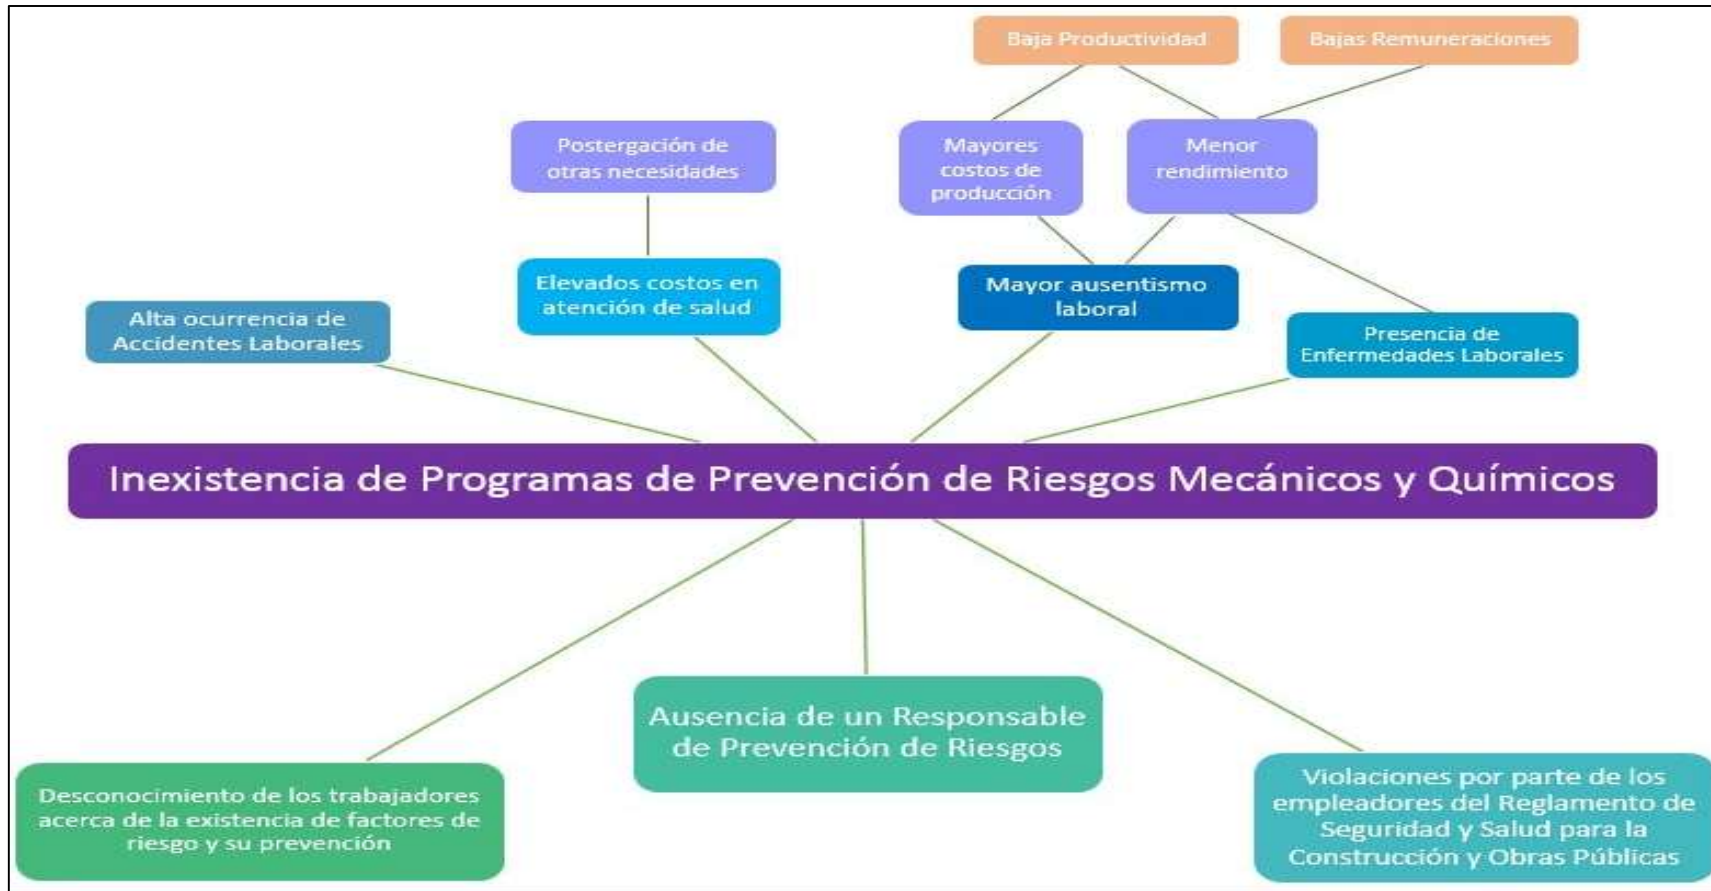 Baja Productividad
Bajas Remuneraciones
Postergación de
otras necesidades
Mayores
costos de
producción
Menor
rendimiento
Elevados costos en
atención de salud
Mayor ausentismo
laboral
Alta ocurrencia de
Accidentes Laborales
Presencia de
Enfermedades Laborales
Inexistencia de Programas de Prevención de Riesgos Mecánicos y Químicos
Ausencia de un Responsable
de Prevención de Riesgos
Desconocimiento de los trabajadores
acerca de la existencia de factores de
riesgo y su prevención
Violaciones por parte de los
empleadores del Reglamento de
Seguridad y Salud para la
Construcción y Obras Públicas